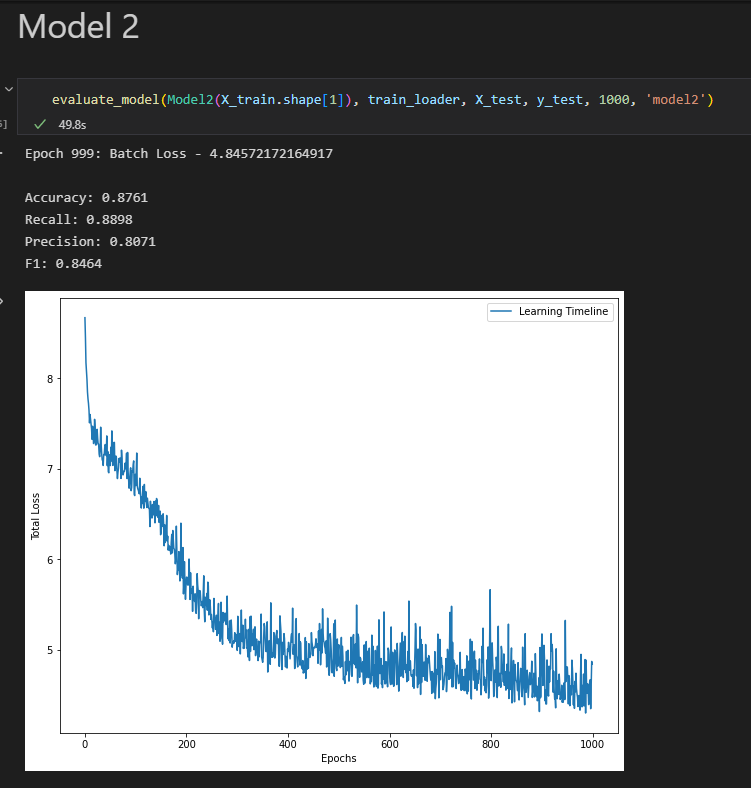 Model 2
evaluate_model(Model2(X_train.shape[1]), train_loader, X_test, y_test, 1000, 'model2')
49.8s
Epoch 999: Batch Loss - 4.84572172164917
Accuracy: 0.8761
Recall: 0.8898
Precision: 0.8071
F1: 0.8464
Learning Timeline
8
7
6
5
Total Loss
0 200 400 600 800 1000
Epochs